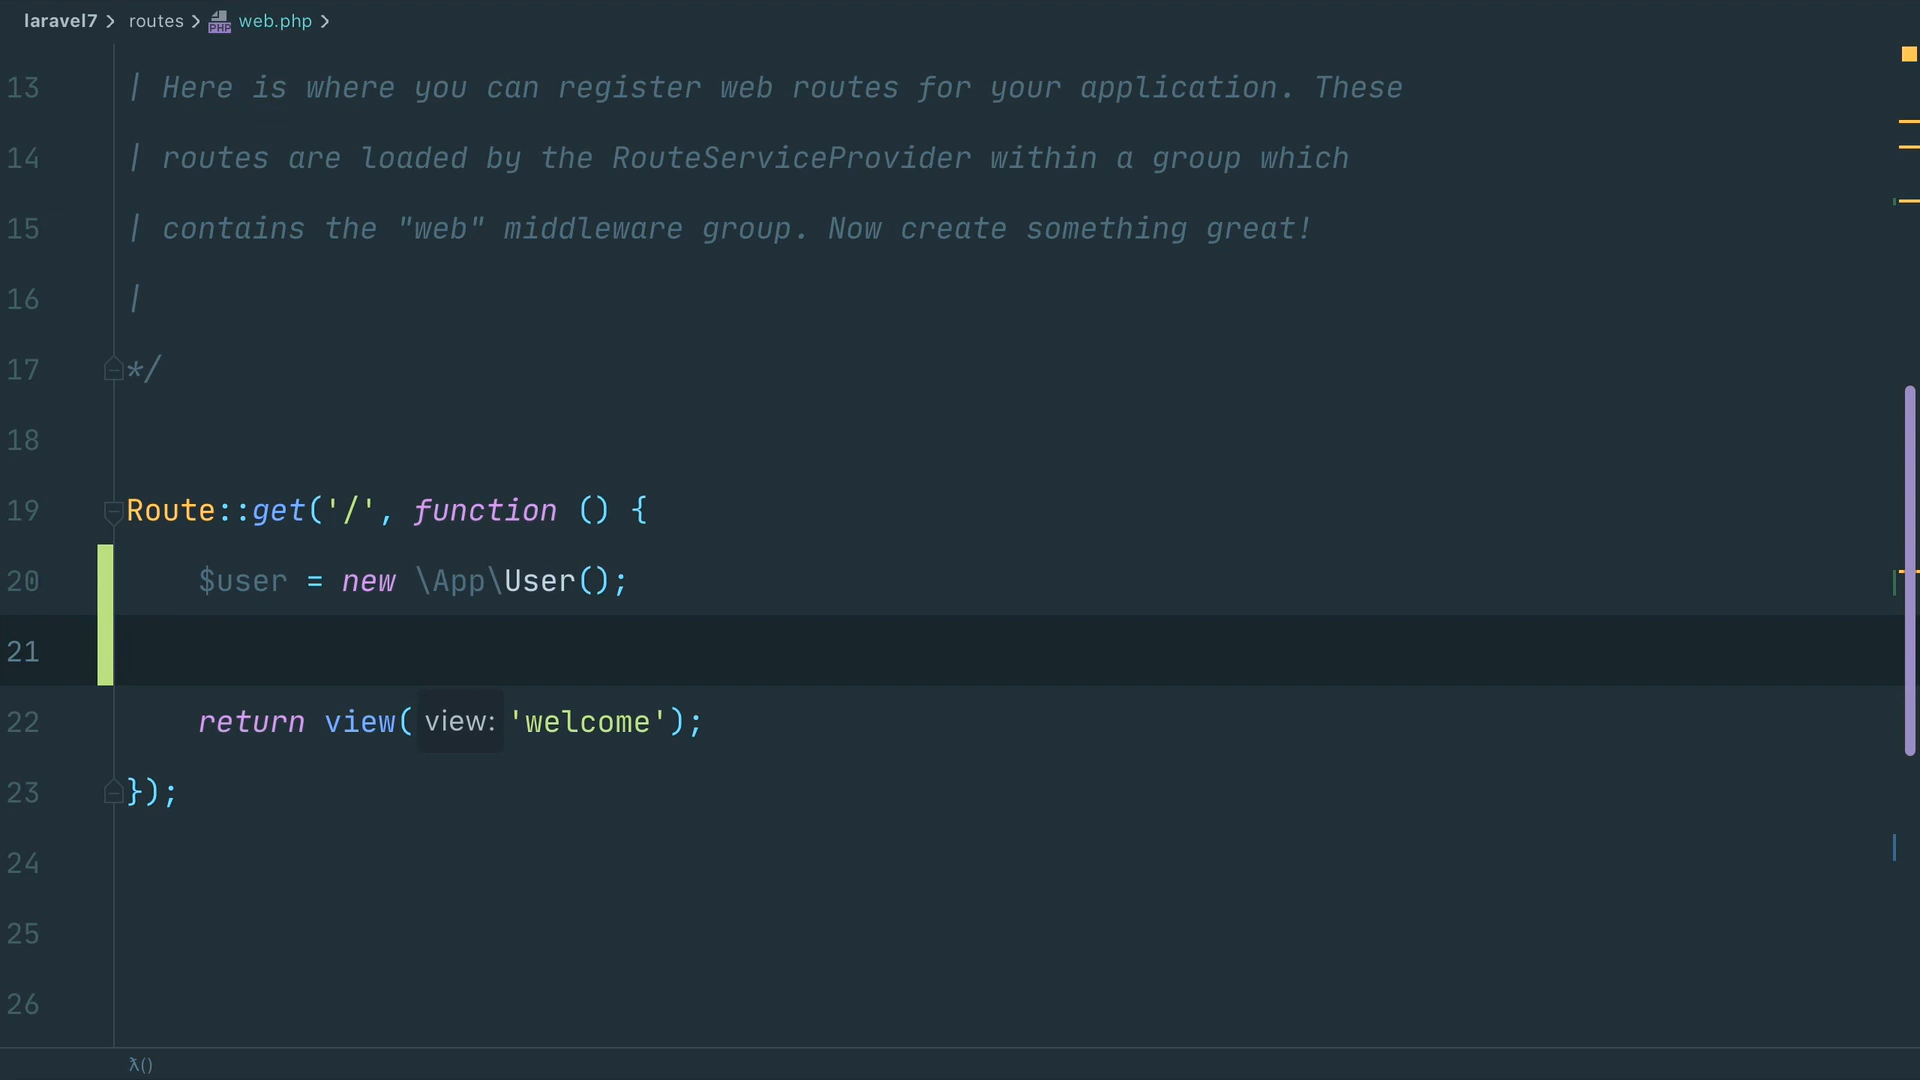 laravel7 > routes > PHP web.php >
13 | Here is where you can register web routes for your application. These
14 | routes are loaded by the RouteServiceProvider within a group which
15 | contains the "web" middleware group. Now create something great!
16 |
17 */
18
19 Route::get('/', function () {
20     $user = new \App\User();
21
22     return view( view: 'welcome');
23 });
24
25
26
λ()